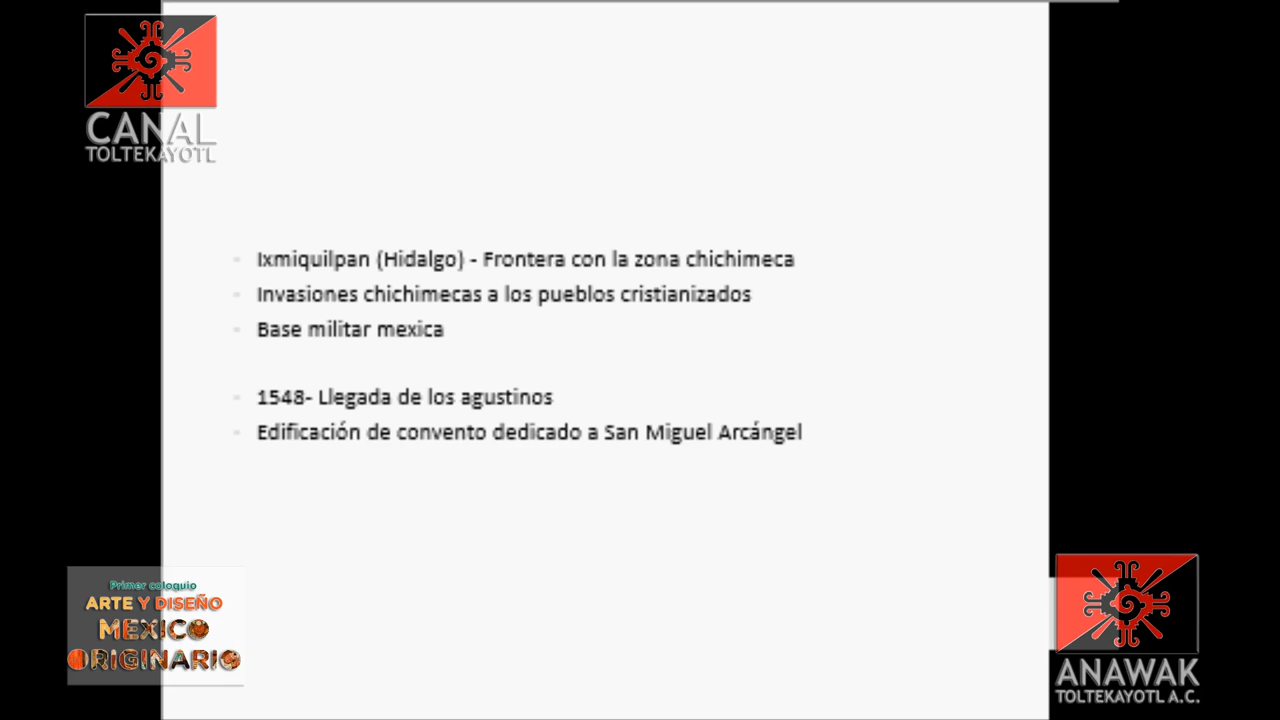 CANAL
TOLTEKAYOTL
- Ixmiquilpan (Hidalgo) - Frontera con la zona chichimeca
- Invasiones chichimecas a los pueblos cristianizados
- Base militar mexica
- 1548- Llegada de los agustinos
- Edificación de convento dedicado a San Miguel Arcángel
Primer coloquio
ARTE Y DISEÑO
MEXICO
ORIGINARIO
ANAWAK
TOLTEKAYOTL A.C.